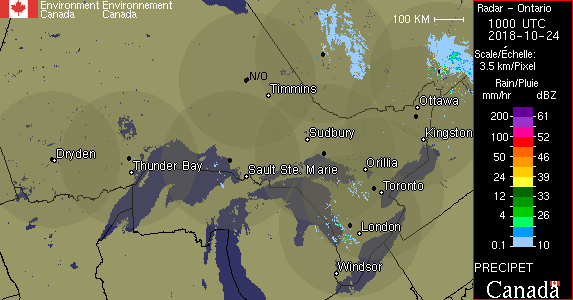 Environment Environnement
Canada Canada
100 KM
N/O
Timmins
Ottawa
Sudbury
Kingston
Dryden
Thunder Bay
Sault Ste. Marie
Orillia
Toronto
London
Windsor
Radar - Ontario
1000 UTC
2018-10-24
Scale/Échelle:
3.5 km/Pixel
Rain/Pluie
mm/hr dBZ
200 61
100 52
50 46
24 39
12 33
4 26
0.1 10
PRECIPET
Canada